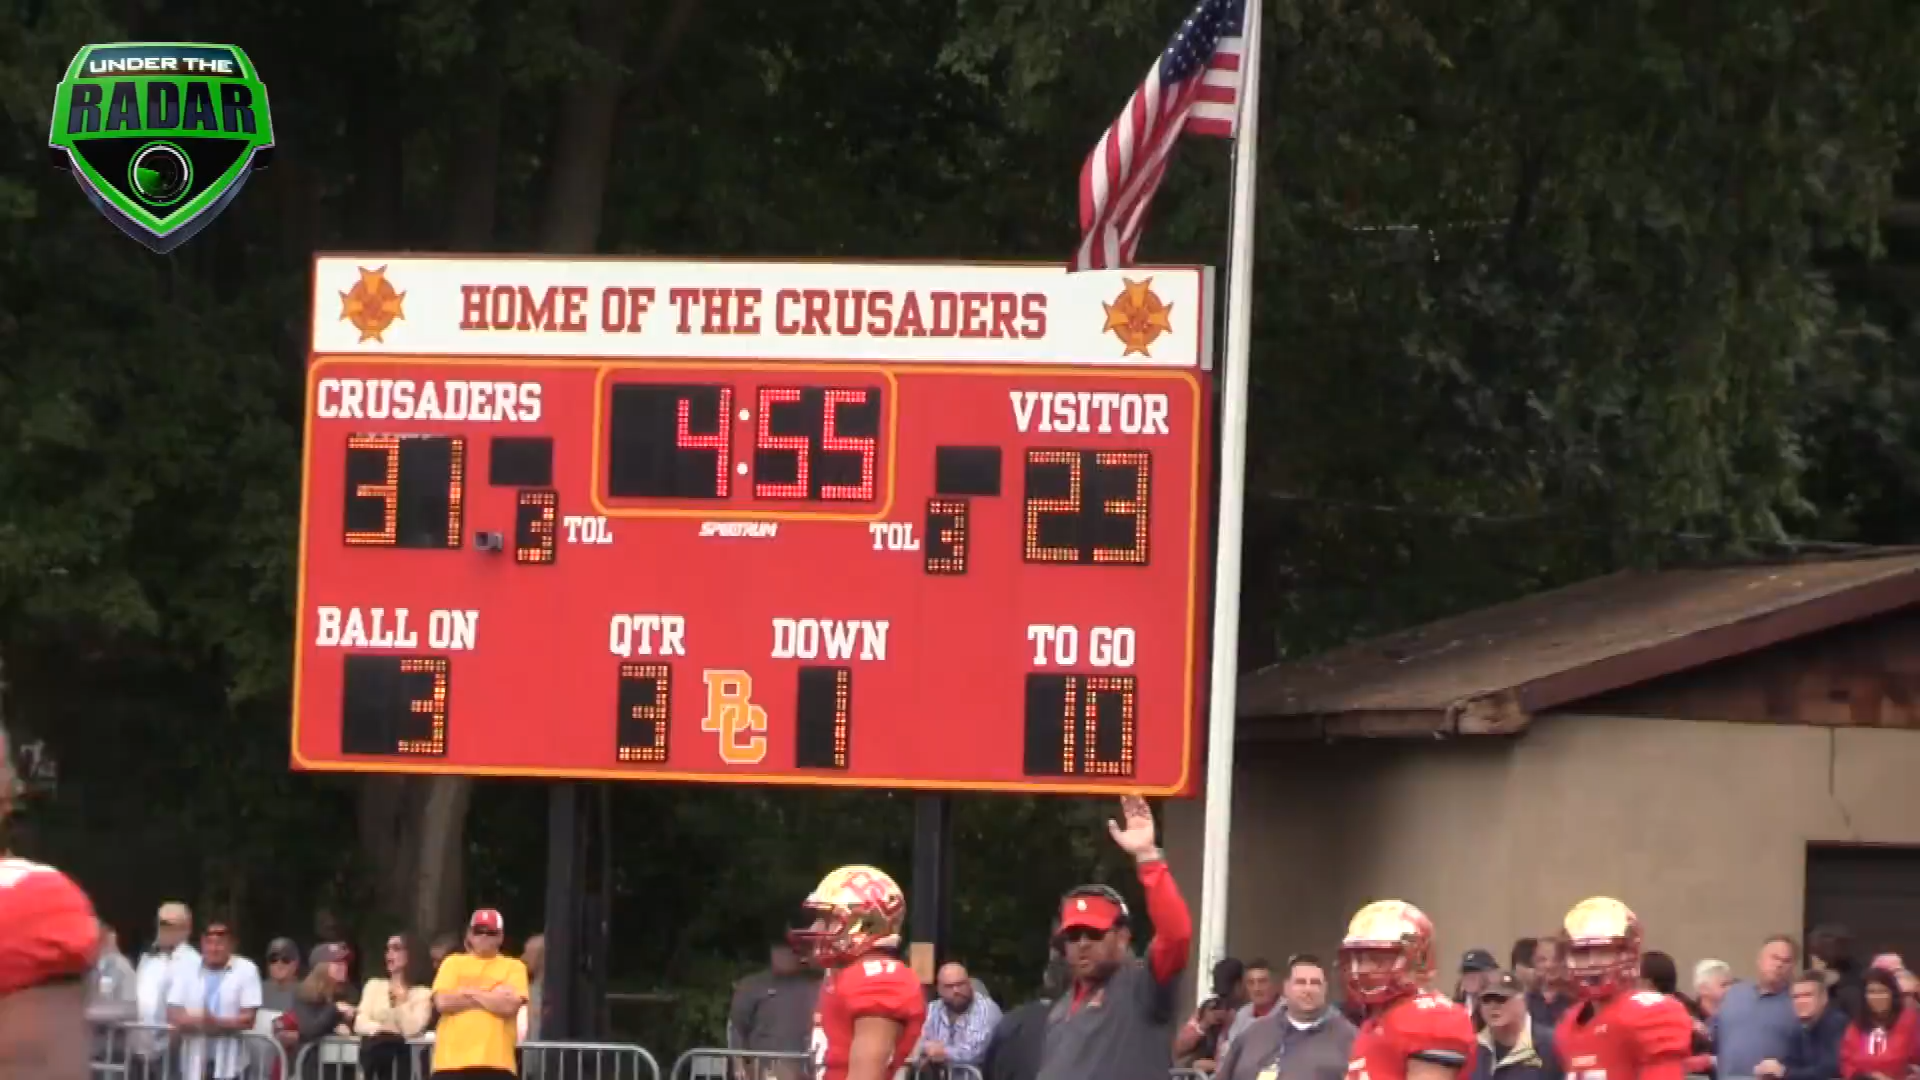 UNDER THE
RADAR
HOME OF THE CRUSADERS
CRUSADERS
4:55
VISITOR
31
3 TOL
SPECTRUM
TOL 3
23
BALL ON
QTR
DOWN
TO GO
3
3
BC
1
10